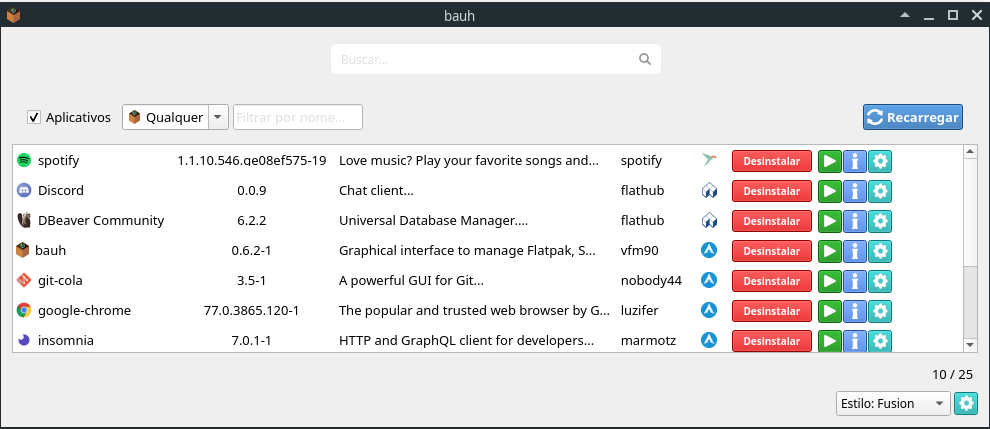 bauh
Buscar...
Aplicativos Qualquer Filtrar por nome... Recarregar
spotify 1.1.10.546.ge08ef575-19 Love music? Play your favorite songs and... spotify Desinstalar
Discord 0.0.9 Chat client... flathub Desinstalar
DBeaver Community 6.2.2 Universal Database Manager.... flathub Desinstalar
bauh 0.6.2-1 Graphical interface to manage Flatpak, S... vfm90 Desinstalar
git-cola 3.5-1 A powerful GUI for Git... nobody44 Desinstalar
google-chrome 77.0.3865.120-1 The popular and trusted web browser by G... luzifer Desinstalar
insomnia 7.0.1-1 HTTP and GraphQL client for developers... marmotz Desinstalar
10 / 25
Estilo: Fusion